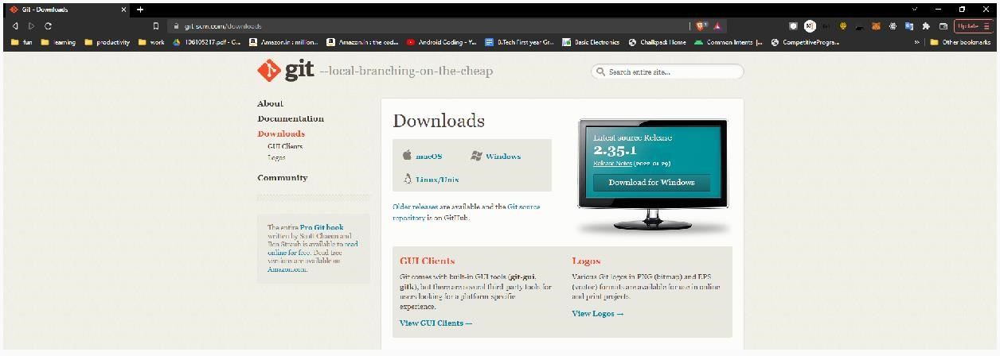 Git - Downloads
git-scm.com/downloads
Update
fun learning productivity work 106105217.pdf - G... Amazon.in : million... Amazon.in : the cod... Android Coding - Y... B.Tech First year Gr... Basic Electronics Chalkpad: Home Common Intents |... CompetitiveProgra... » Other bookmarks
git --local-branching-on-the-cheap
Search entire site...
About
Documentation
Downloads
GUI Clients
Logos
Community
The entire Pro Git book
written by Scott Chacon and
Ben Straub is available to read
online for free. Dead tree
versions are available on
Amazon.com.
Downloads
macOS Windows
Linux/Unix
Older releases are available and the Git source
repository is on GitHub.
Latest source Release
2.35.1
Release Notes (2022-01-29)
Download for Windows
GUI Clients
Git comes with built-in GUI tools (git-gui,
gitk), but there are several third-party tools for
users looking for a platform-specific
experience.
View GUI Clients →
Logos
Various Git logos in PNG (bitmap) and EPS
(vector) formats are available for use in online
and print projects.
View Logos →